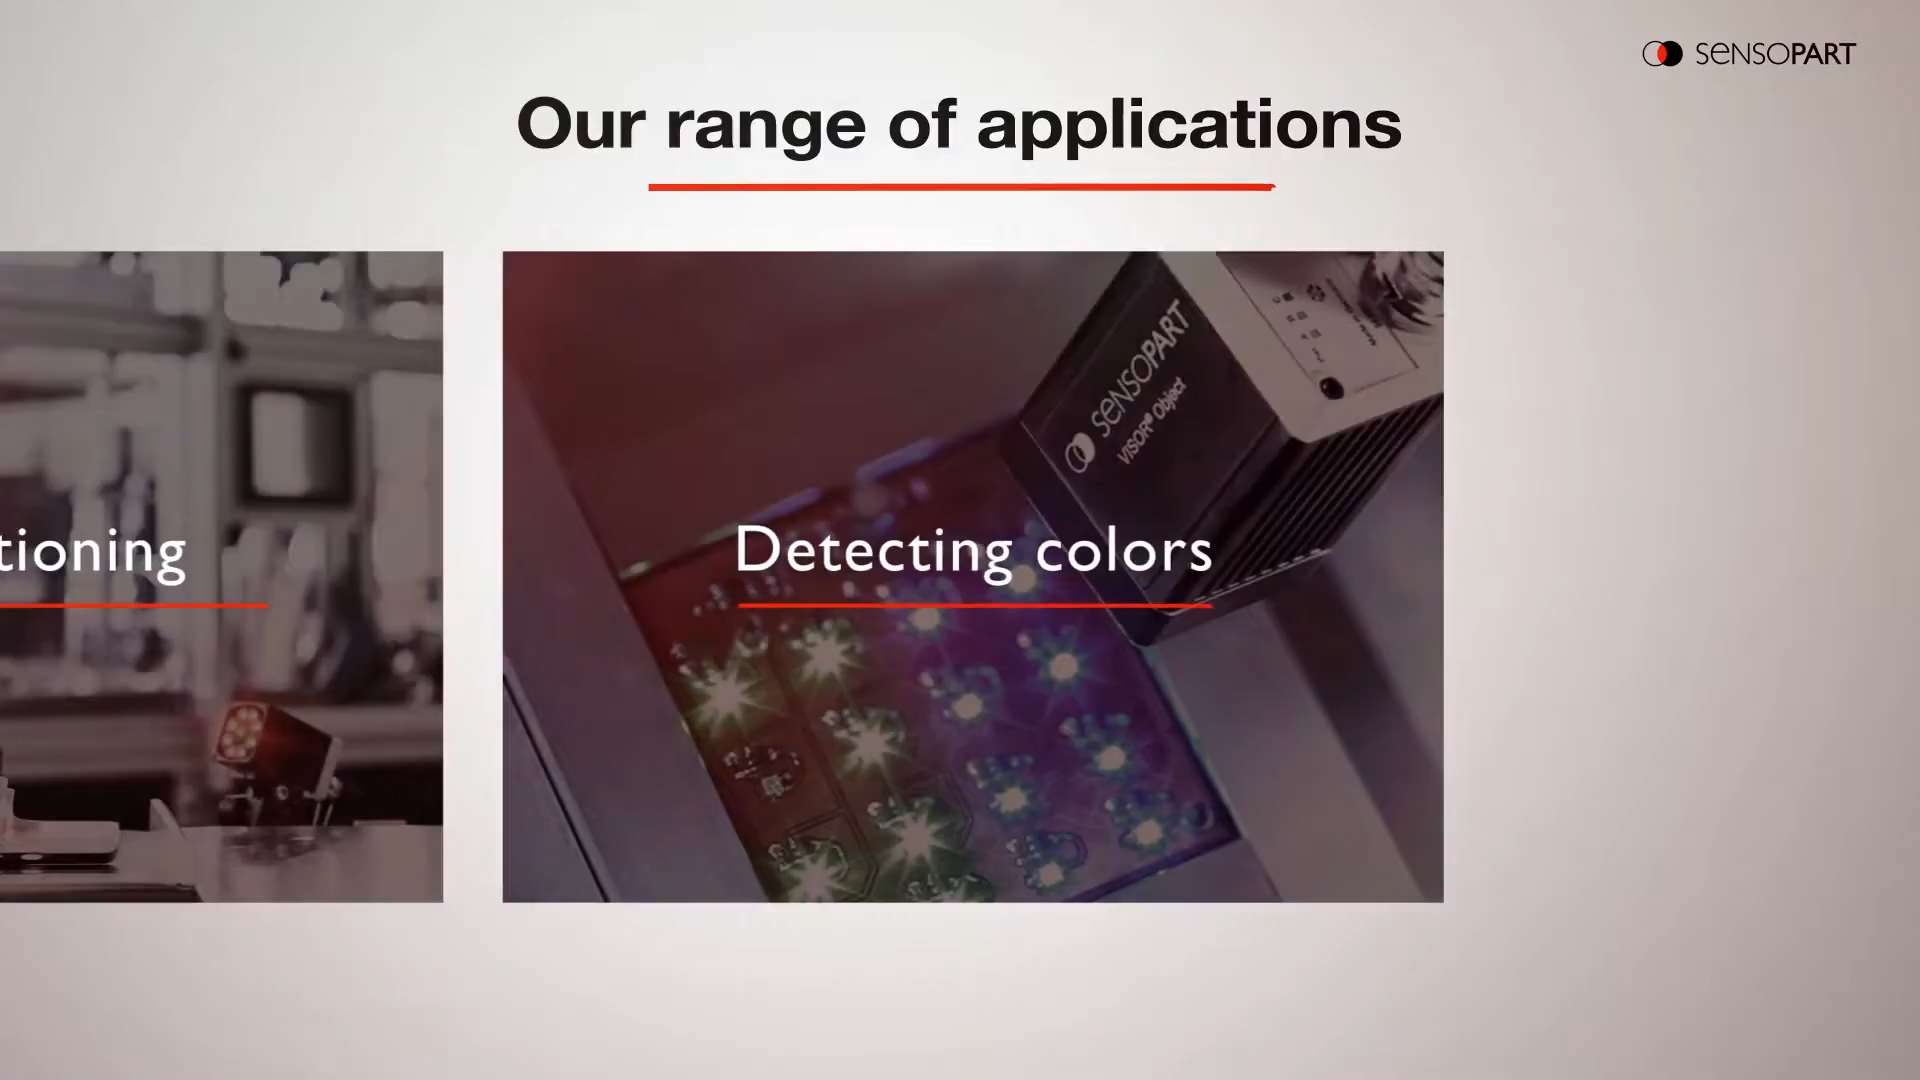 SENSOPART
Our range of applications
tioning
Detecting colors
SENSOPART
VISOR® Object